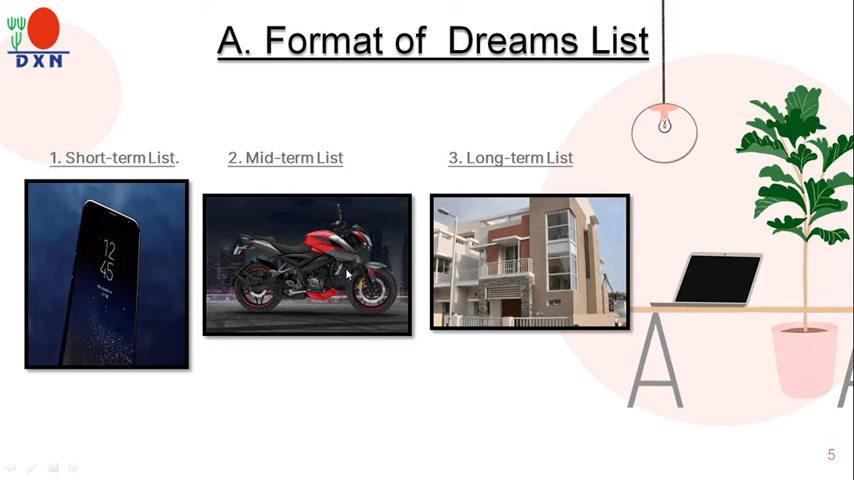 DXN
A. Format of Dreams List
1. Short-term List.
2. Mid-term List
3. Long-term List
12
45
5